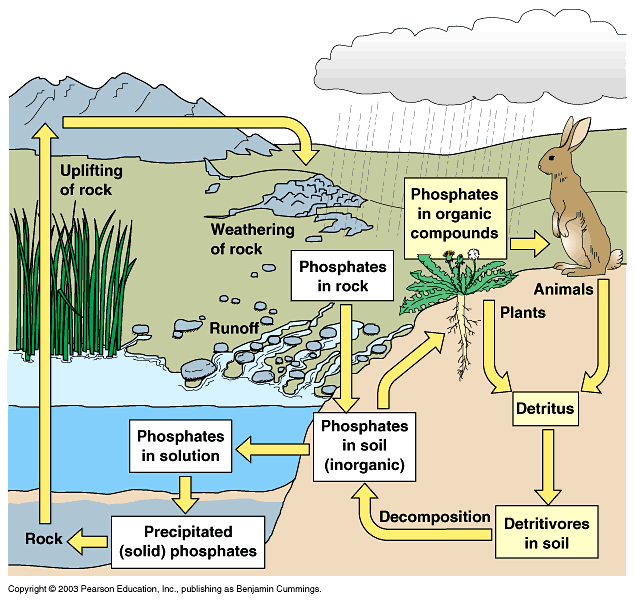 Uplifting
of rock
Weathering
of rock
Phosphates
in organic
compounds
Phosphates
in rock
Animals
Plants
Runoff
Detritus
Phosphates
in soil
(inorganic)
Phosphates
in solution
Decomposition
Detritivores
in soil
Rock
Precipitated
(solid) phosphates
Copyright © 2003 Pearson Education, Inc., publishing as Benjamin Cummings.